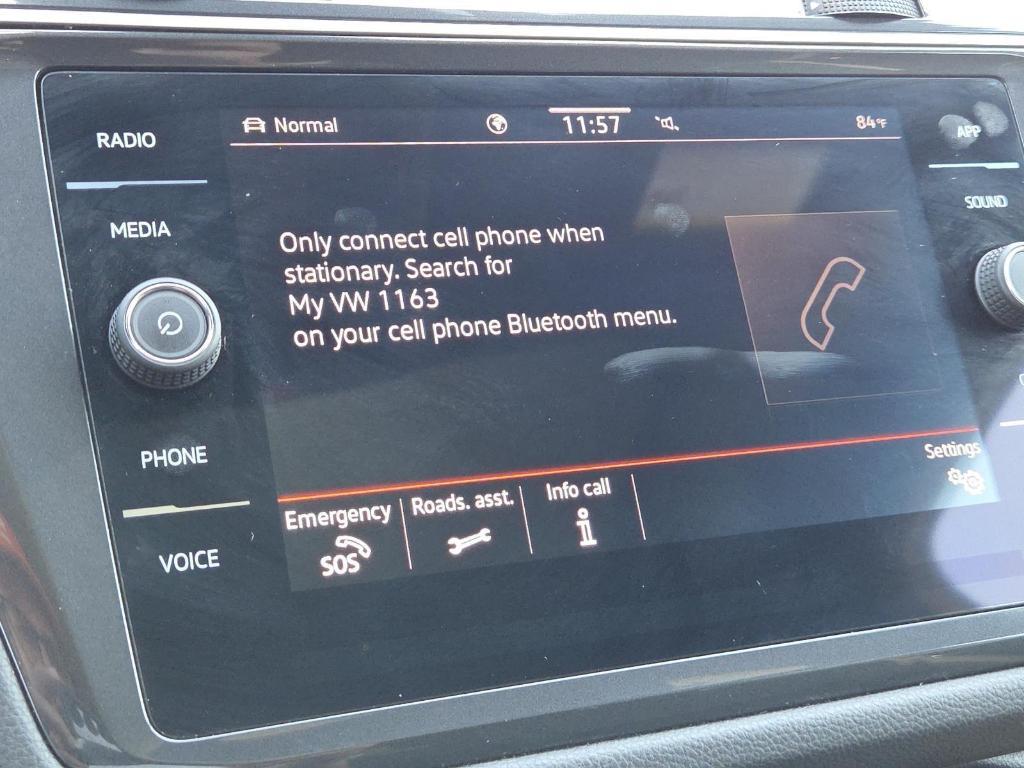 RADIO
MEDIA
PHONE
VOICE
Normal
11:57
84°F
APP
SOUND
Only connect cell phone when
stationary. Search for
My VW 1163
on your cell phone Bluetooth menu.
Settings
Emergency
SOS
Roads. asst.
Info call